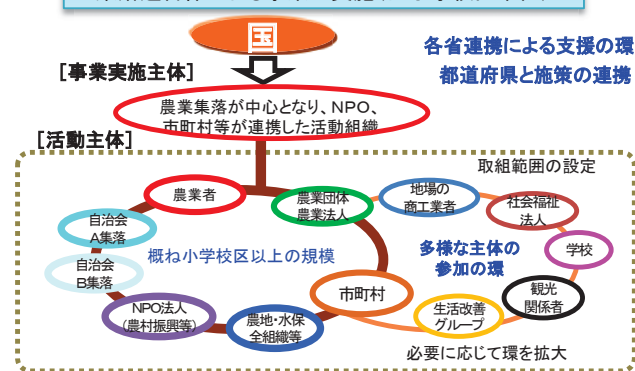 国
各省連携による支援の環
都道府県と施策の連携
[事業実施主体]
農業集落が中心となり、NPO、
市町村等が連携した活動組織
[活動主体]
取組範囲の設定
農業者
農業団体
農業法人
地場の
商工業者
社会福祉
法人
自治会
A集落
概ね小学校区以上の規模
多様な主体の
参加の環
学校
自治会
B集落
市町村
観光
関係者
NPO法人
(農村振興等)
農地・水保
全組織等
生活改善
グループ
必要に応じて環を拡大